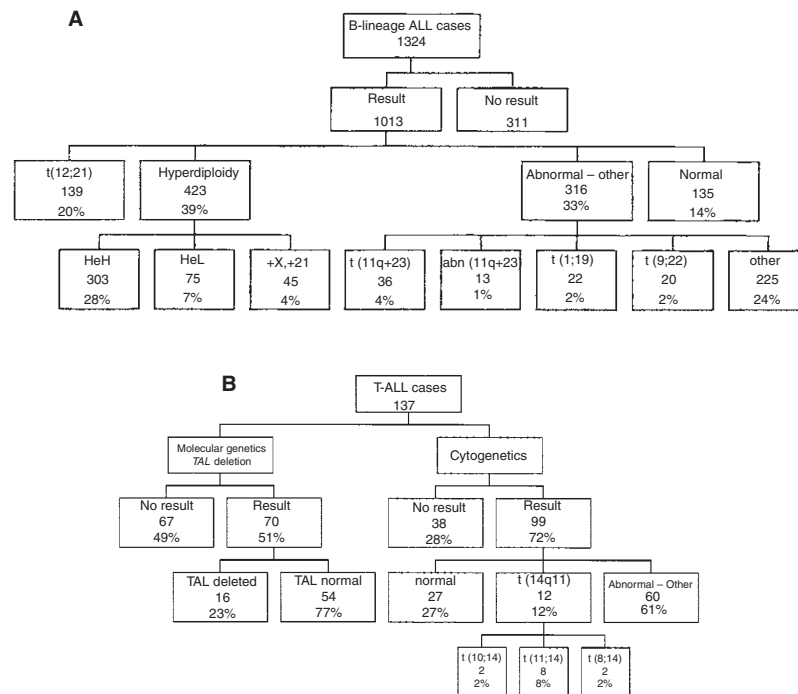 A
B-lineage ALL cases
1324
Result
1013
No result
311
t(12;21)
139
20%
Hyperdiploidy
423
39%
Abnormal – other
316
33%
Normal
135
14%
HeH
303
28%
HeL
75
7%
+X,+21
45
4%
t (11q+23)
36
4%
abn (11q+23)
13
1%
t (1;19)
22
2%
t (9;22)
20
2%
other
225
24%
B
T-ALL cases
137
Molecular genetics
TAL deletion
Cytogenetics
No result
67
49%
Result
70
51%
No result
38
28%
Result
99
72%
TAL deleted
16
23%
TAL normal
54
77%
normal
27
27%
t (14q11)
12
12%
Abnormal – Other
60
61%
t (10;14)
2
2%
t (11;14)
8
8%
t (8;14)
2
2%